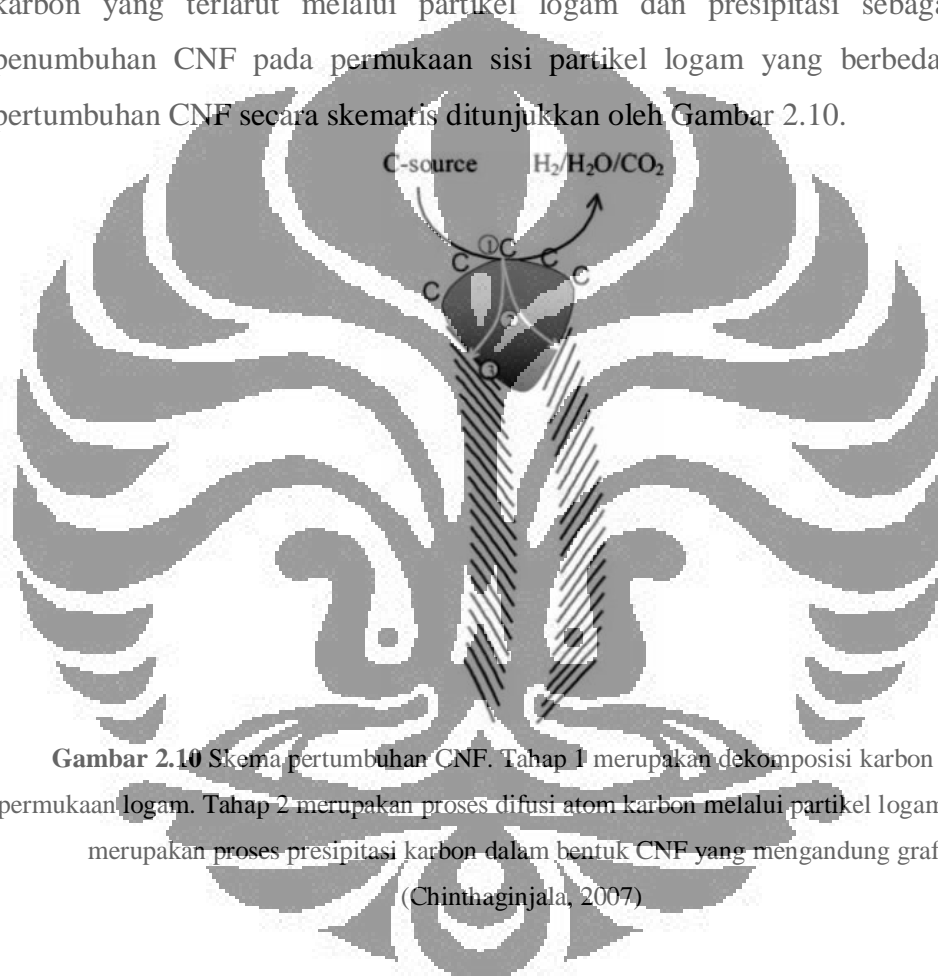 karbon yang terlarut melalui partikel logam dan presipitasi sebaga
penumbuhan CNF pada permukaan sisi partikel logam yang berbeda
pertumbuhan CNF secara skematis ditunjukkan oleh Gambar 2.10.
C-source H₂/H₂O/CO₂
①
C C C
C C
③
Gambar 2.10 Skema pertumbuhan CNF. Tahap 1 merupakan dekomposisi karbon
permukaan logam. Tahap 2 merupakan proses difusi atom karbon melalui partikel logam
merupakan proses presipitasi karbon dalam bentuk CNF yang mengandung graf
(Chinthaginjala, 2007)